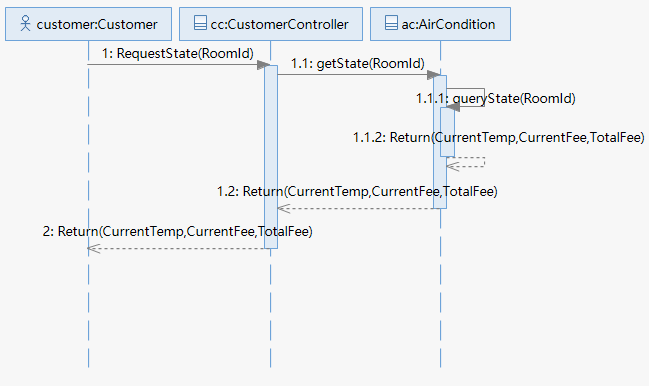 customer:Customer
cc:CustomerController
ac:AirCondition
1: RequestState(RoomId)
1.1: getState(RoomId)
1.1.1: queryState(RoomId)
1.1.2: Return(CurrentTemp,CurrentFee,TotalFee)
1.2: Return(CurrentTemp,CurrentFee,TotalFee)
2: Return(CurrentTemp,CurrentFee,TotalFee)